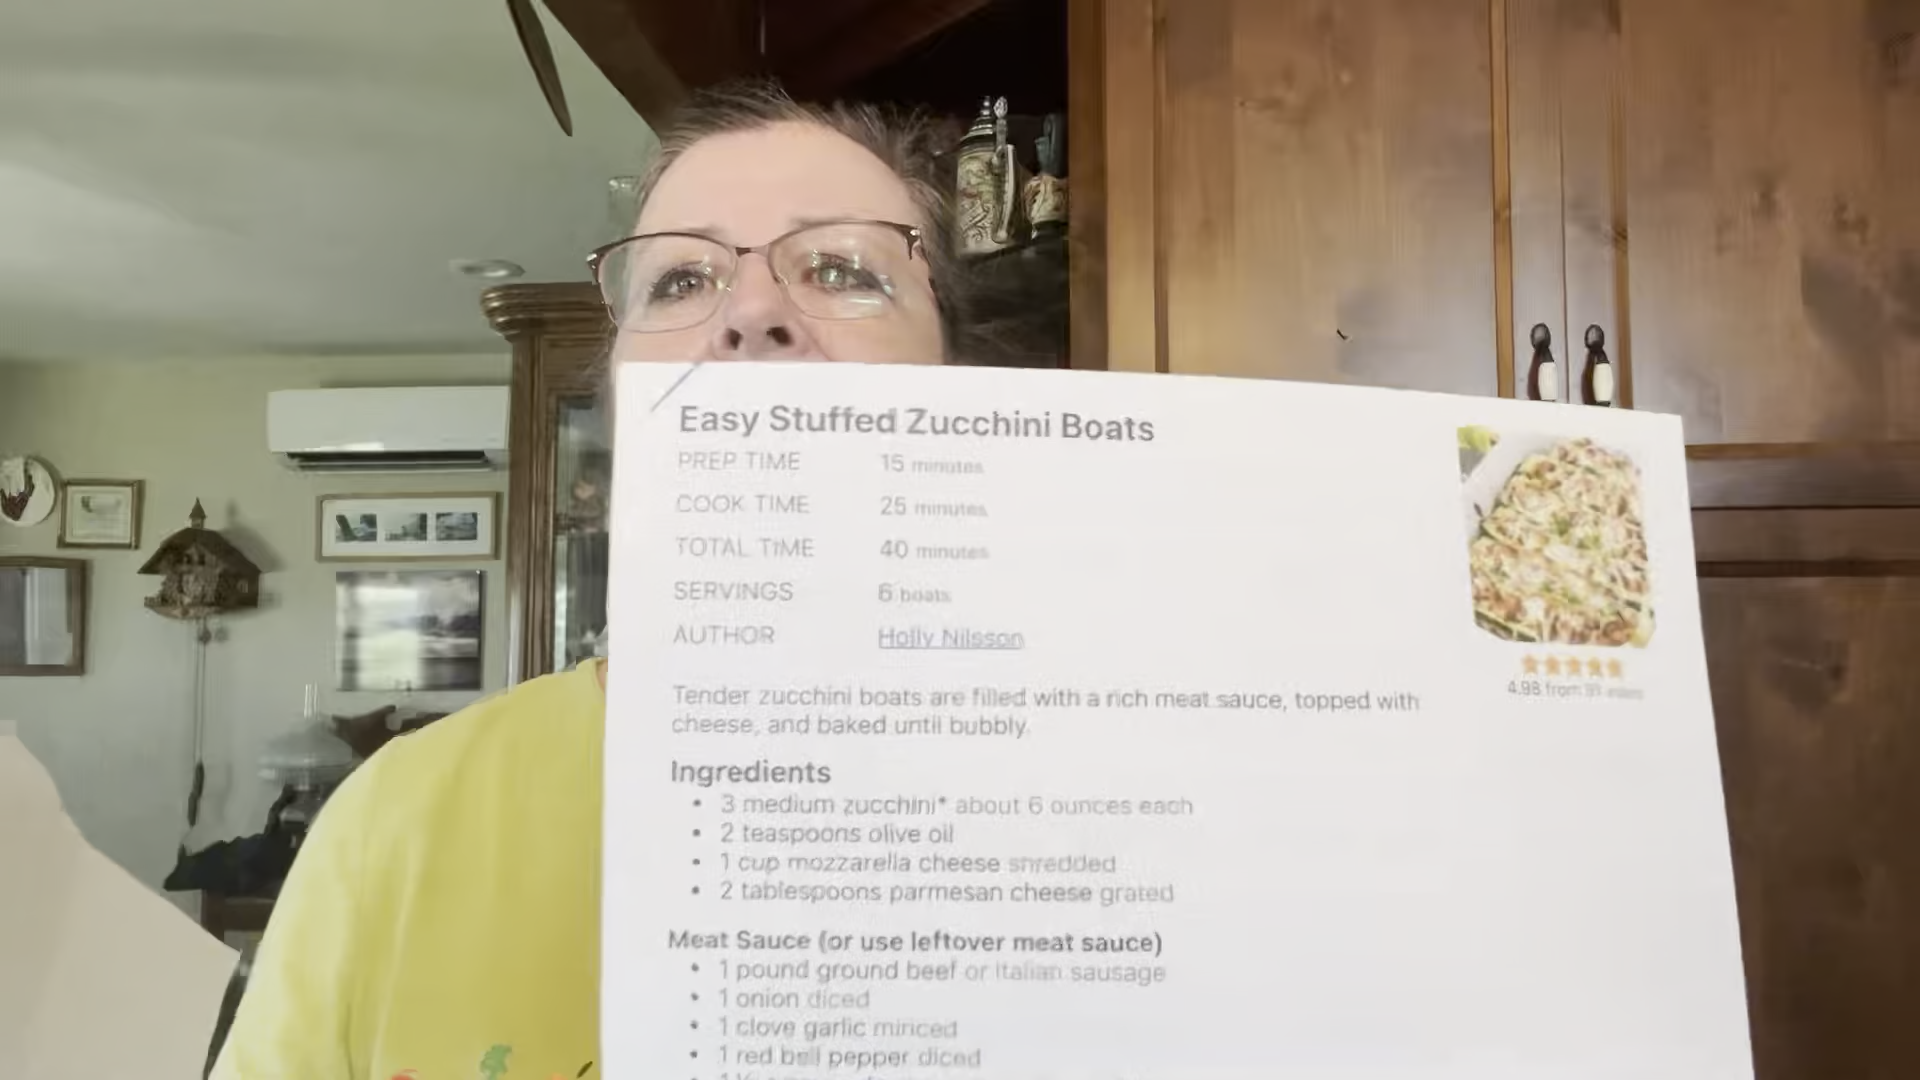 Easy Stuffed Zucchini Boats
PREP TIME 15 minutes
COOK TIME 25 minutes
TOTAL TIME 40 minutes
SERVINGS 6 boats
AUTHOR Holly Nilsson
4.98 from
Tender zucchini boats are filled with a rich meat sauce, topped with
cheese, and baked until bubbly.
Ingredients
• 3 medium zucchini* about 6 ounces each
• 2 teaspoons olive oil
• 1 cup mozzarella cheese shredded
• 2 tablespoons parmesan cheese grated
Meat Sauce (or use leftover meat sauce)
• 1 pound ground beef or Italian sausage
• 1 onion diced
• 1 clove garlic minced
• 1 red bell pepper diced